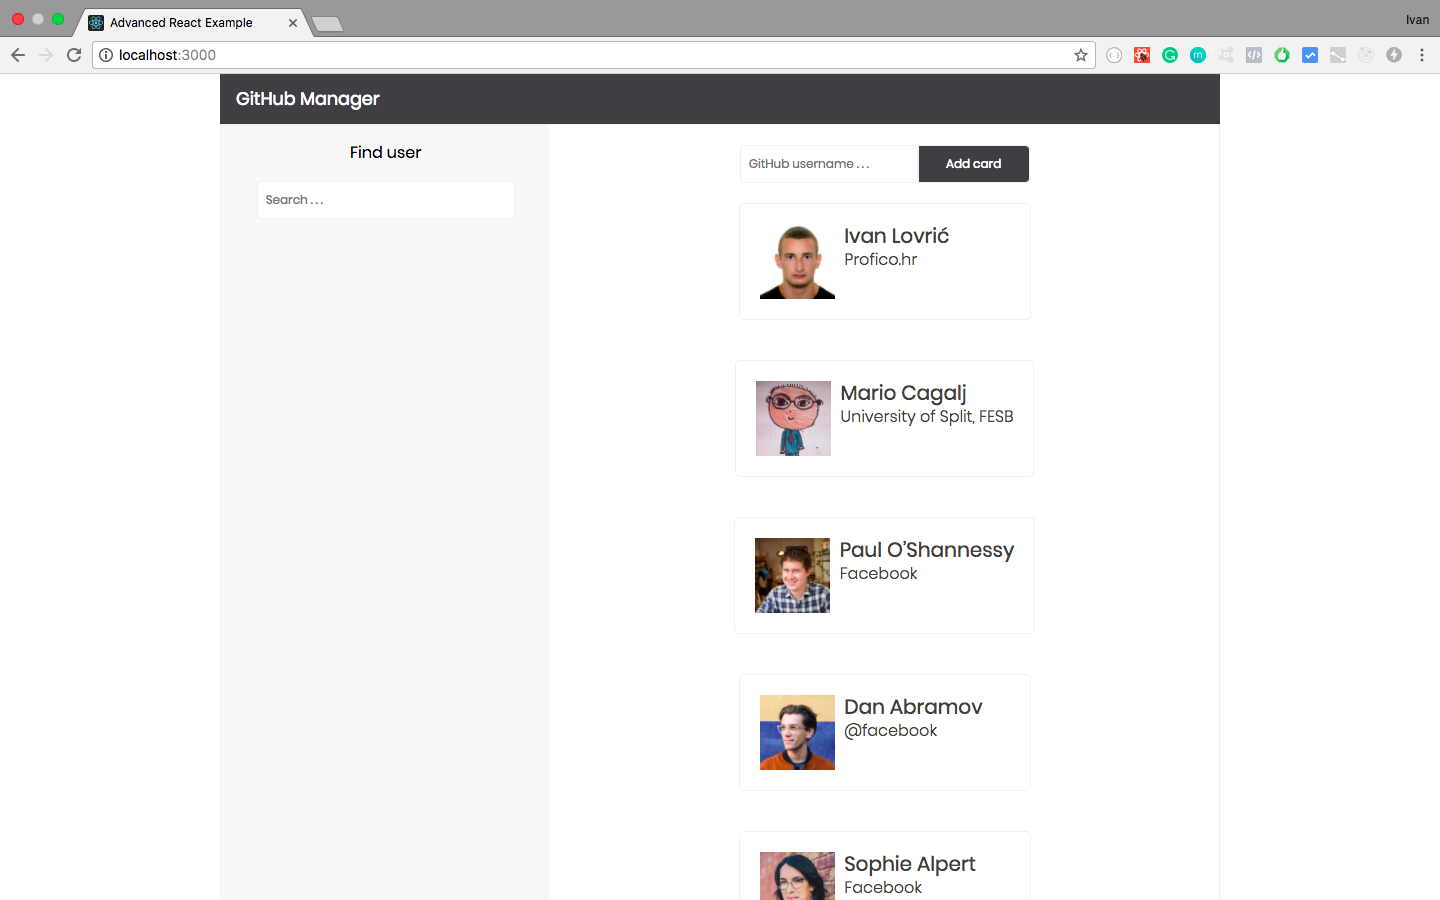 Advanced React Example
Ivan
localhost:3000
GitHub Manager
Find user
Search . . .
GitHub username . . .
Add card
Ivan Lovrić
Profico.hr
Mario Cagalj
University of Split, FESB
Paul O’Shannessy
Facebook
Dan Abramov
@facebook
Sophie Alpert
Facebook